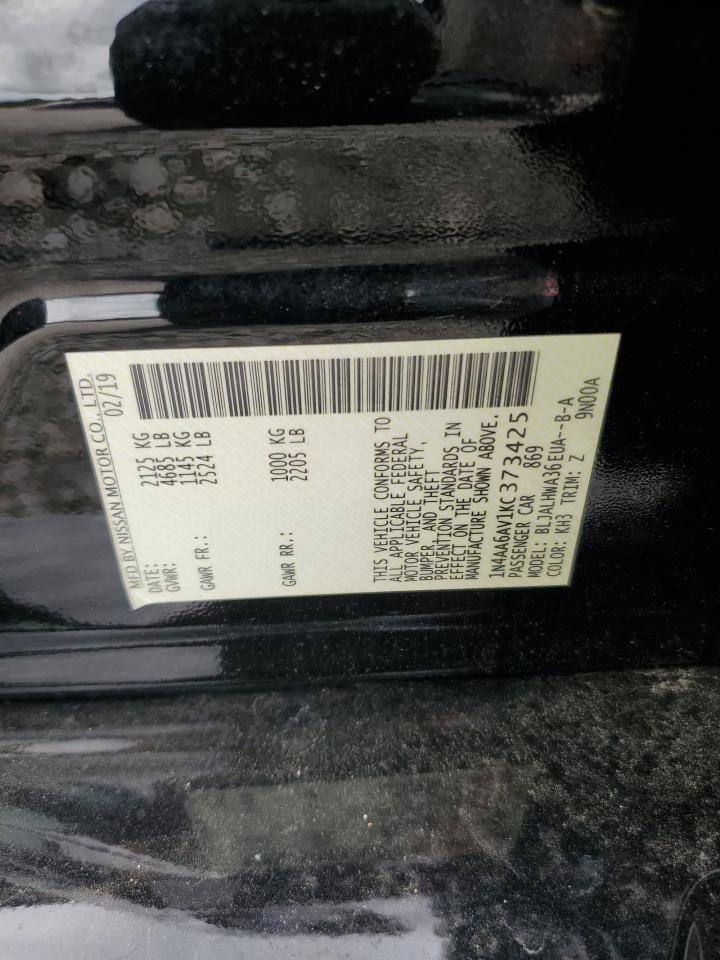 MFD BY NISSAN MOTOR CO., LTD.
DATE: 02/19
GVWR: 2125 KG
4685 LB
GAWR FR.: 1145 KG
2524 LB
GAWR RR.: 1000 KG
2205 LB
THIS VEHICLE CONFORMS TO
ALL APPLICABLE FEDERAL
MOTOR VEHICLE SAFETY,
BUMPER, AND THEFT
PREVENTION STANDARDS IN
EFFECT ON THE DATE OF
MANUFACTURE SHOWN ABOVE.
1N4AA6AV1KC373425
PASSENGER CAR 869
MODEL: BLJALHWA36EUA--B-A
COLOR: KH3 TRIM: Z 9N00A